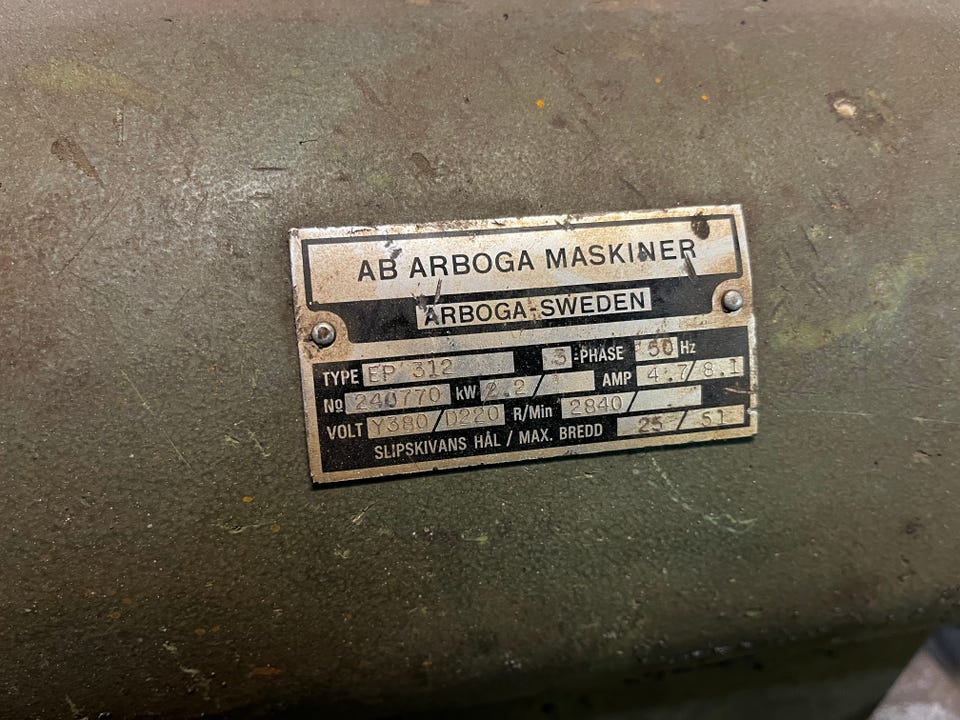 AB ARBOGA MASKINER
ARBOGA-SWEDEN
TYPE EP 312 3-PHASE 50 Hz
No 240770 kW 2.2/ AMP 4.7/8.1
VOLT Y380/D220 R/Min 2840/
SLIPSKIVANS HÅL / MAX. BREDD 25 / 51